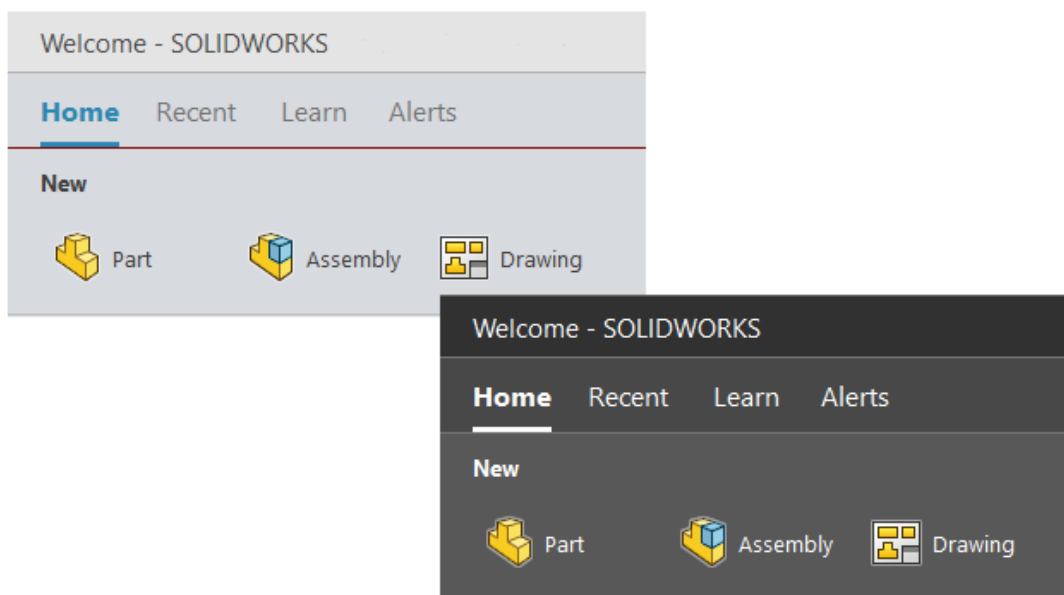 Welcome - SOLIDWORKS
Home Recent Learn Alerts
New
Part Assembly Drawing
Welcome - SOLIDWORKS
Home Recent Learn Alerts
New
Part Assembly Drawing